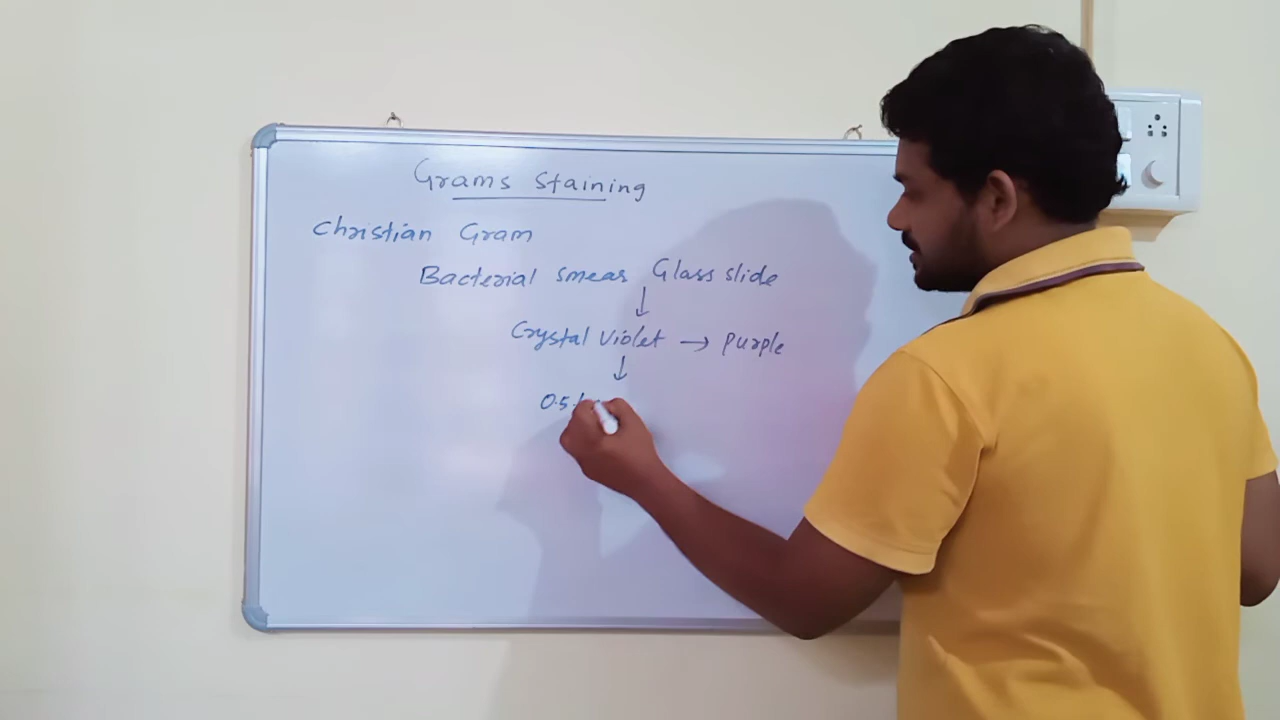 Grams Staining
Christian Gram
Bacterial smear Glass slide
↓
Crystal Violet → purple
↓
0.5